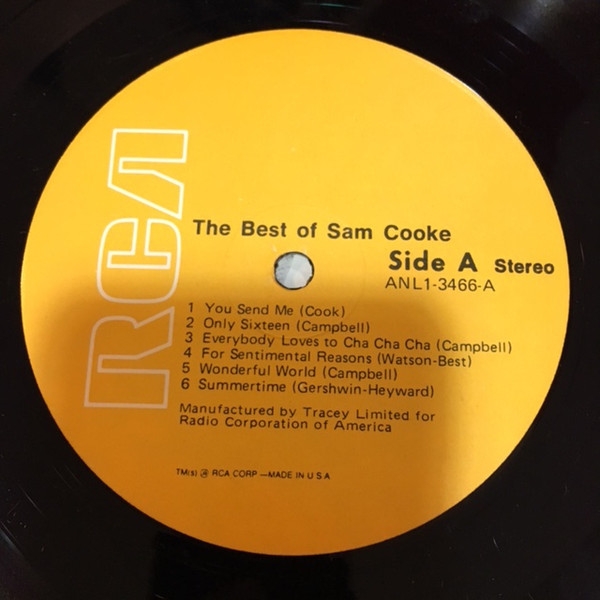 RCA
The Best of Sam Cooke
Side A Stereo
ANL1-3466-A
1 You Send Me (Cook)
2 Only Sixteen (Campbell)
3 Everybody Loves to Cha Cha Cha (Campbell)
4 For Sentimental Reasons (Watson-Best)
5 Wonderful World (Campbell)
6 Summertime (Gershwin-Heyward)
Manufactured by Tracey Limited for
Radio Corporation of America
TM(s) ® RCA CORP —MADE IN U S A